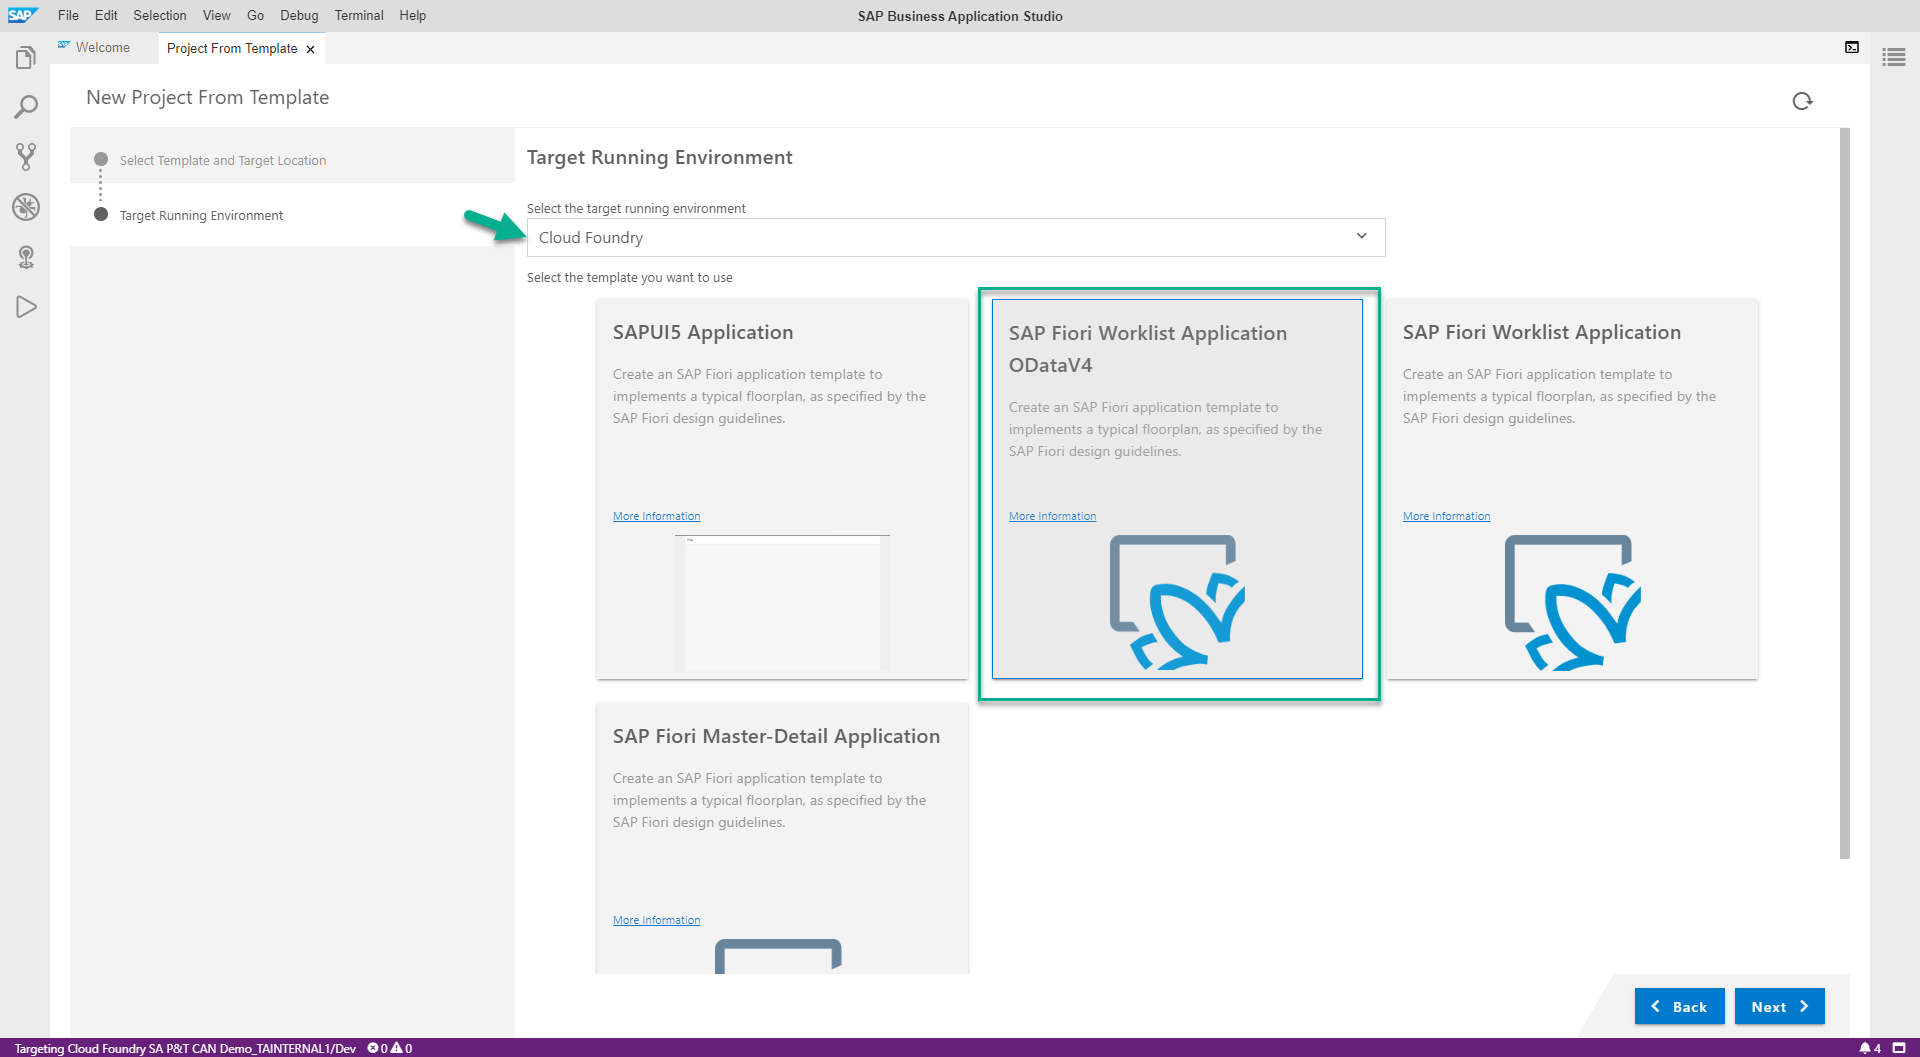 SAP File Edit Selection View Go Debug Terminal Help
SAP Business Application Studio
SAP Welcome
Project From Template ×
New Project From Template
Select Template and Target Location
Target Running Environment
Target Running Environment
Select the target running environment
Cloud Foundry
Select the template you want to use
SAPUI5 Application
Create an SAP Fiori application template to
implements a typical floorplan, as specified by the
SAP Fiori design guidelines.
More Information
SAP Fiori Worklist Application
ODataV4
Create an SAP Fiori application template to
implements a typical floorplan, as specified by the
SAP Fiori design guidelines.
More Information
SAP Fiori Worklist Application
Create an SAP Fiori application template to
implements a typical floorplan, as specified by the
SAP Fiori design guidelines.
More Information
SAP Fiori Master-Detail Application
Create an SAP Fiori application template to
implements a typical floorplan, as specified by the
SAP Fiori design guidelines.
More Information
Back
Next
Targeting Cloud Foundry SA P&T CAN Demo_TAINTERNAL1/Dev 0 0
4